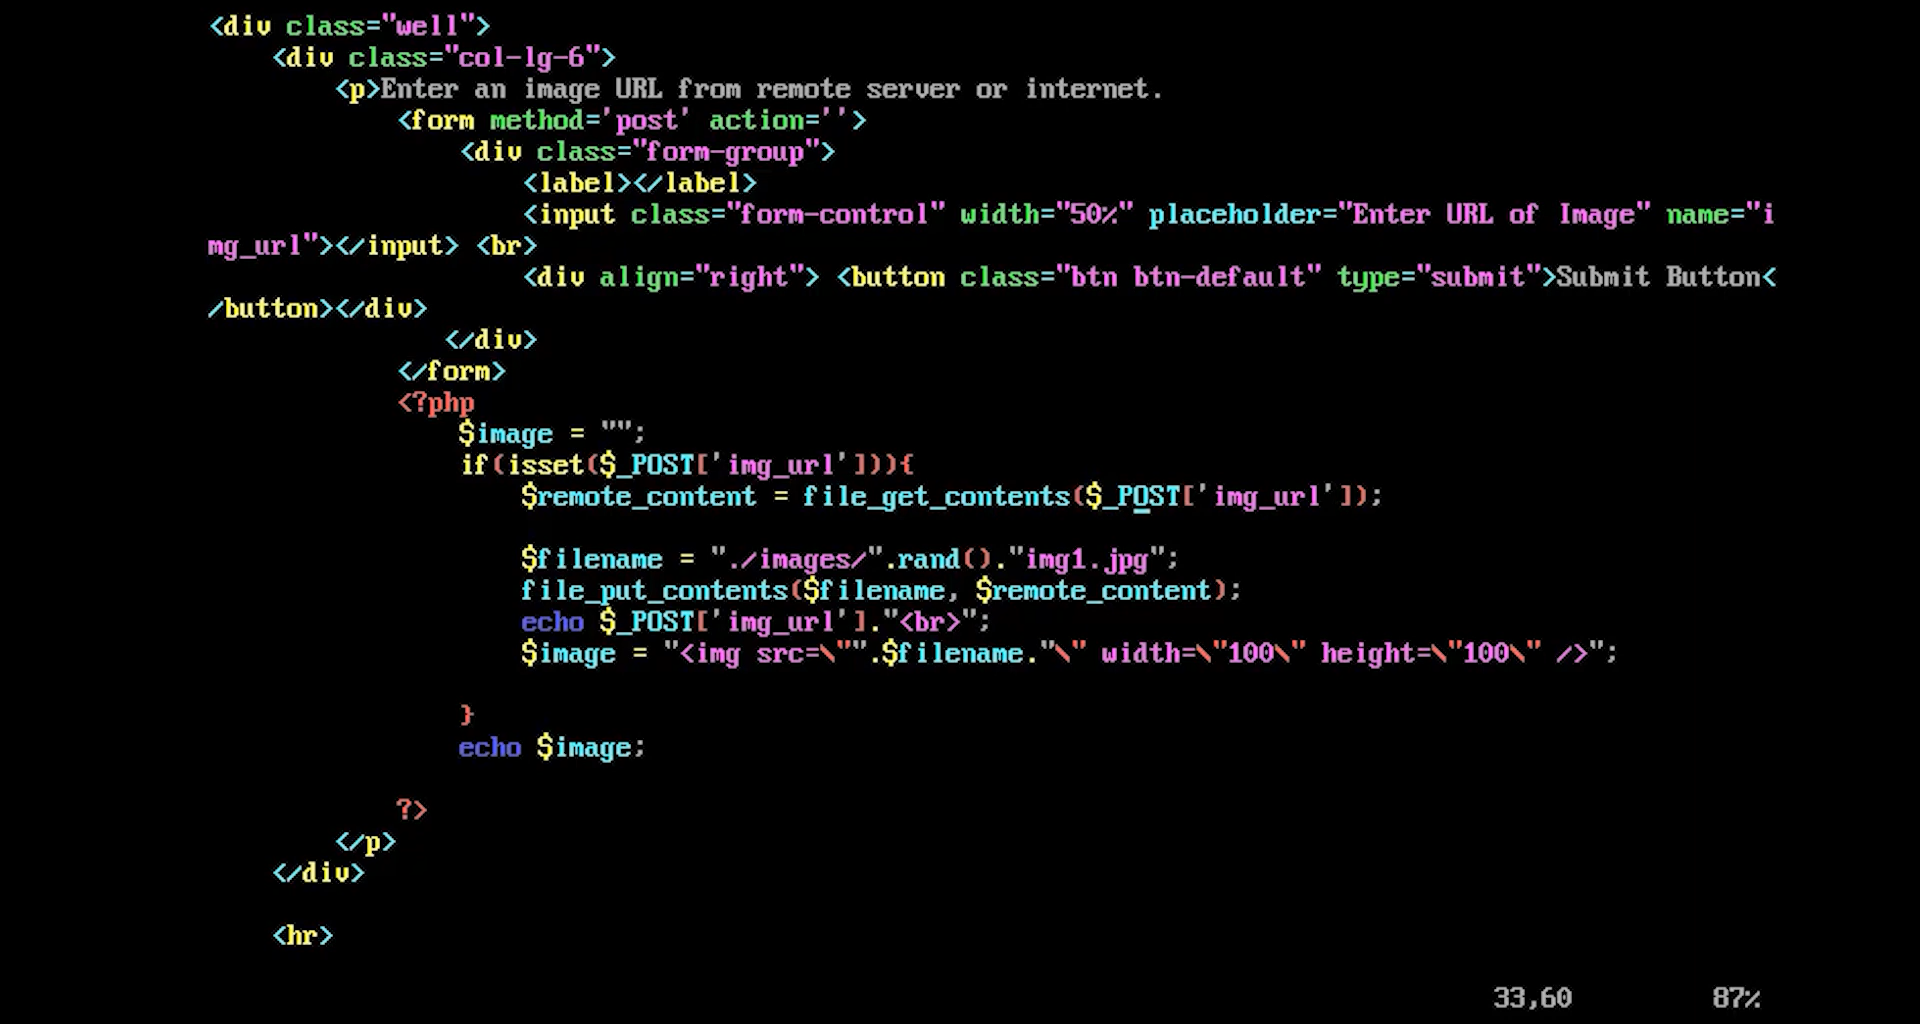 <div class="well">
<div class="col-lg-6">
<p>Enter an image URL from remote server or internet.
<form method='post' action=''>
<div class="form-group">
<label></label>
<input class="form-control" width="50%" placeholder="Enter URL of Image" name="i
mg_url"></input> <br>
<div align="right"> <button class="btn btn-default" type="submit">Submit Button<
/button></div>
</div>
</form>
<?php
$image = "";
if(isset($_POST['img_url'])){
$remote_content = file_get_contents($_POST['img_url']);
$filename = "./images/".rand()."img1.jpg";
file_put_contents($filename, $remote_content);
echo $_POST['img_url']."<br>";
$image = "<img src=\"".$filename."\" width=\"100\" height=\"100\" />";
}
echo $image;
?>
</p>
</div>
<hr>
33,60 87%